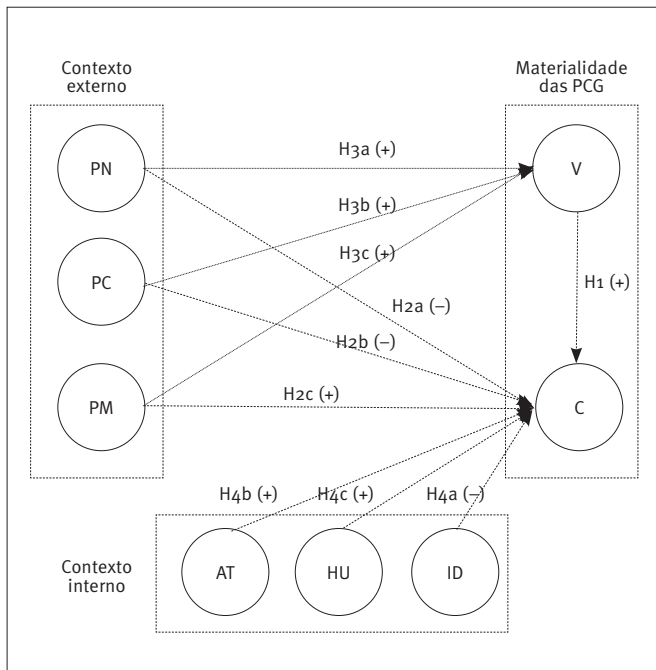 Contexto
externo
Materialidade
das PCG
PN
H3a (+)
V
H3b (+)
PC
H3c (+)
H1 (+)
H2a (–)
H2b (–)
PM
H2c (+)
C
H4b (+)
H4c (+)
H4a (–)
Contexto
interno
AT
HU
ID